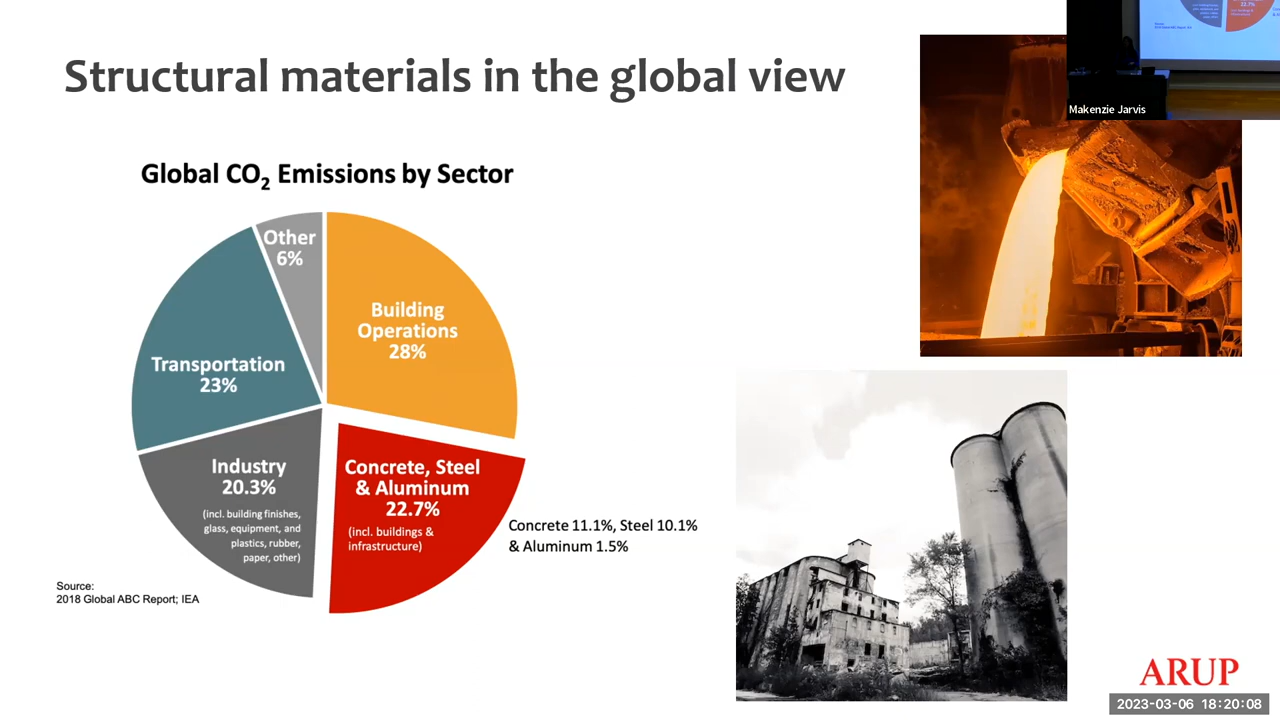 Structural materials in the global view
Makenzie Jarvis
Global CO₂ Emissions by Sector
Other
6%
Building
Operations
28%
Transportation
23%
Industry
20.3%
(incl. building finishes,
glass, equipment, and
plastics, rubber,
paper, other)
Concrete, Steel
& Aluminum
22.7%
(incl. buildings &
infrastructure)
Concrete 11.1%, Steel 10.1%
& Aluminum 1.5%
Source:
2018 Global ABC Report; IEA
ARUP
2023-03-06 18:20:08